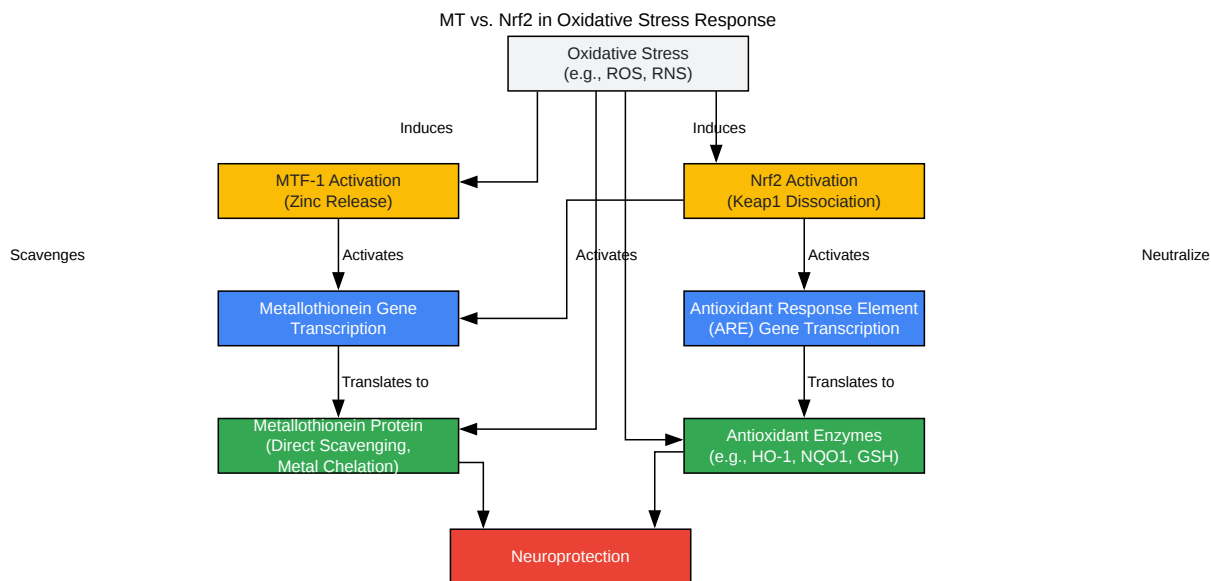 MT vs. Nrf2 in Oxidative Stress Response
Oxidative Stress
(e.g., ROS, RNS)
Induces
Induces
MTF-1 Activation
(Zinc Release)
Nrf2 Activation
(Keap1 Dissociation)
Scavenges
Activates
Activates
Activates
Neutralize
Metallothionein Gene
Transcription
Antioxidant Response Element
(ARE) Gene Transcription
Translates to
Translates to
Metallothionein Protein
(Direct Scavenging,
Metal Chelation)
Antioxidant Enzymes
(e.g., HO-1, NQO1, GSH)
Neuroprotection